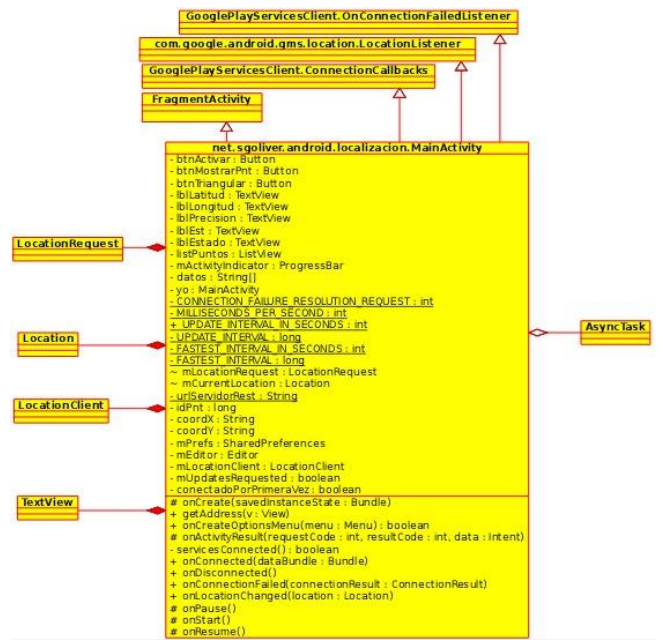 GooglePlayServicesClient.OnConnectionFailedListener
com.google.android.gms.location.LocationListener
GooglePlayServicesClient.ConnectionCallbacks
FragmentActivity
net.sgoliver.android.localizacion.MainActivity
- btnActivar : Button
- btnMostrarPnt : Button
- btnTriangular : Button
- lblLatitud : TextView
- lblLongitud : TextView
- lblPrecision : TextView
- lblEst : TextView
- lblEstado : TextView
- listPuntos : ListView
- mActivityIndicator : ProgressBar
- datos : String[]
- yo : MainActivity
- CONNECTION_FAILURE_RESOLUTION_REQUEST : int
- MILLISECONDS_PER_SECOND : int
+ UPDATE_INTERVAL_IN_SECONDS : int
- UPDATE_INTERVAL : long
- FASTEST_INTERVAL_IN_SECONDS : int
- FASTEST_INTERVAL : long
~ mLocationRequest : LocationRequest
~ mCurrentLocation : Location
- urlServidorRest : String
- idPnt : long
- coordX : String
- coordY : String
- mPrefs : SharedPreferences
- mEditor : Editor
- mLocationClient : LocationClient
- mUpdatesRequested : boolean
- conectadoPorPrimeraVez : boolean
# onCreate(savedInstanceState : Bundle)
+ getAddress(v : View)
+ onCreateOptionsMenu(menu : Menu) : boolean
# onActivityResult(requestCode : int, resultCode : int, data : Intent)
- servicesConnected() : boolean
+ onConnected(dataBundle : Bundle)
+ onDisconnected()
+ onConnectionFailed(connectionResult : ConnectionResult)
+ onLocationChanged(location : Location)
# onPause()
# onStart()
# onResume()
LocationRequest
Location
LocationClient
TextView
AsyncTask